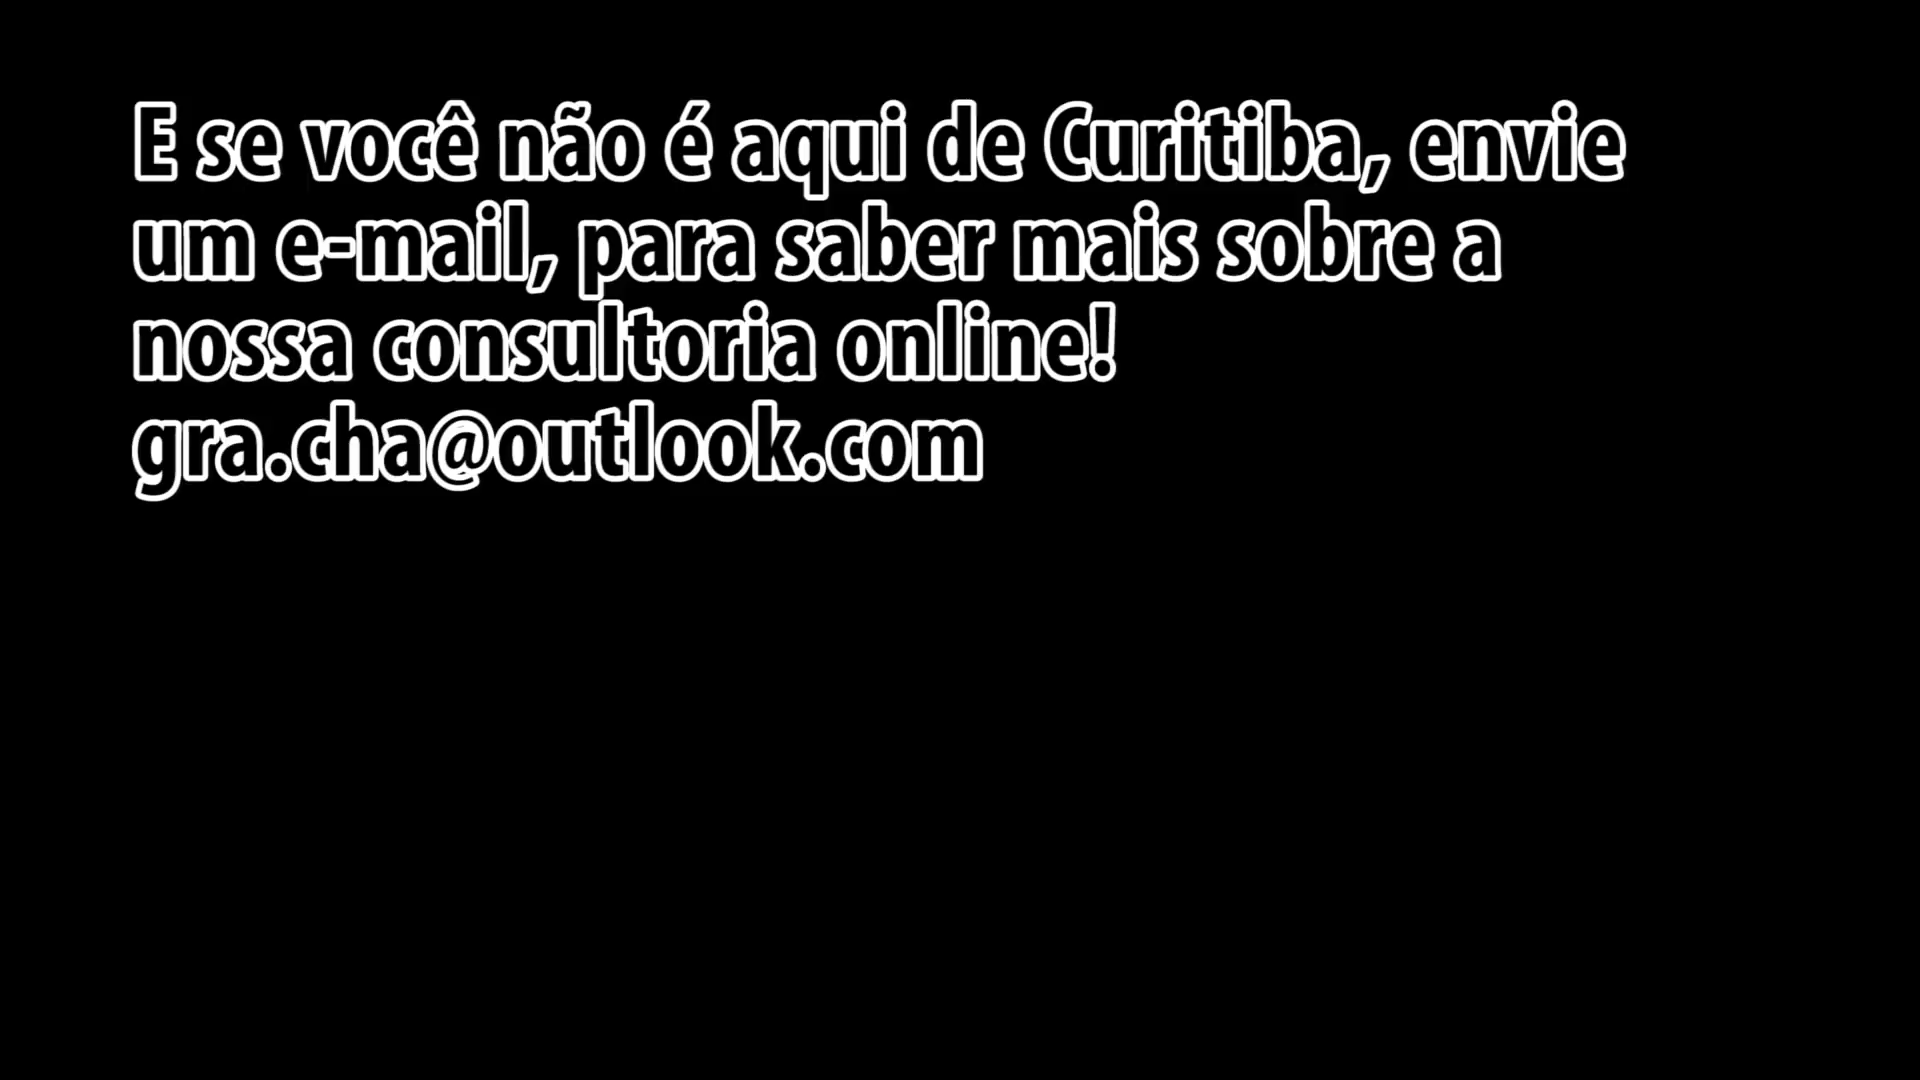 E se você não é aqui de Curitiba, envie
um e-mail, para saber mais sobre a
nossa consultoria online!
gra.cha@outlook.com